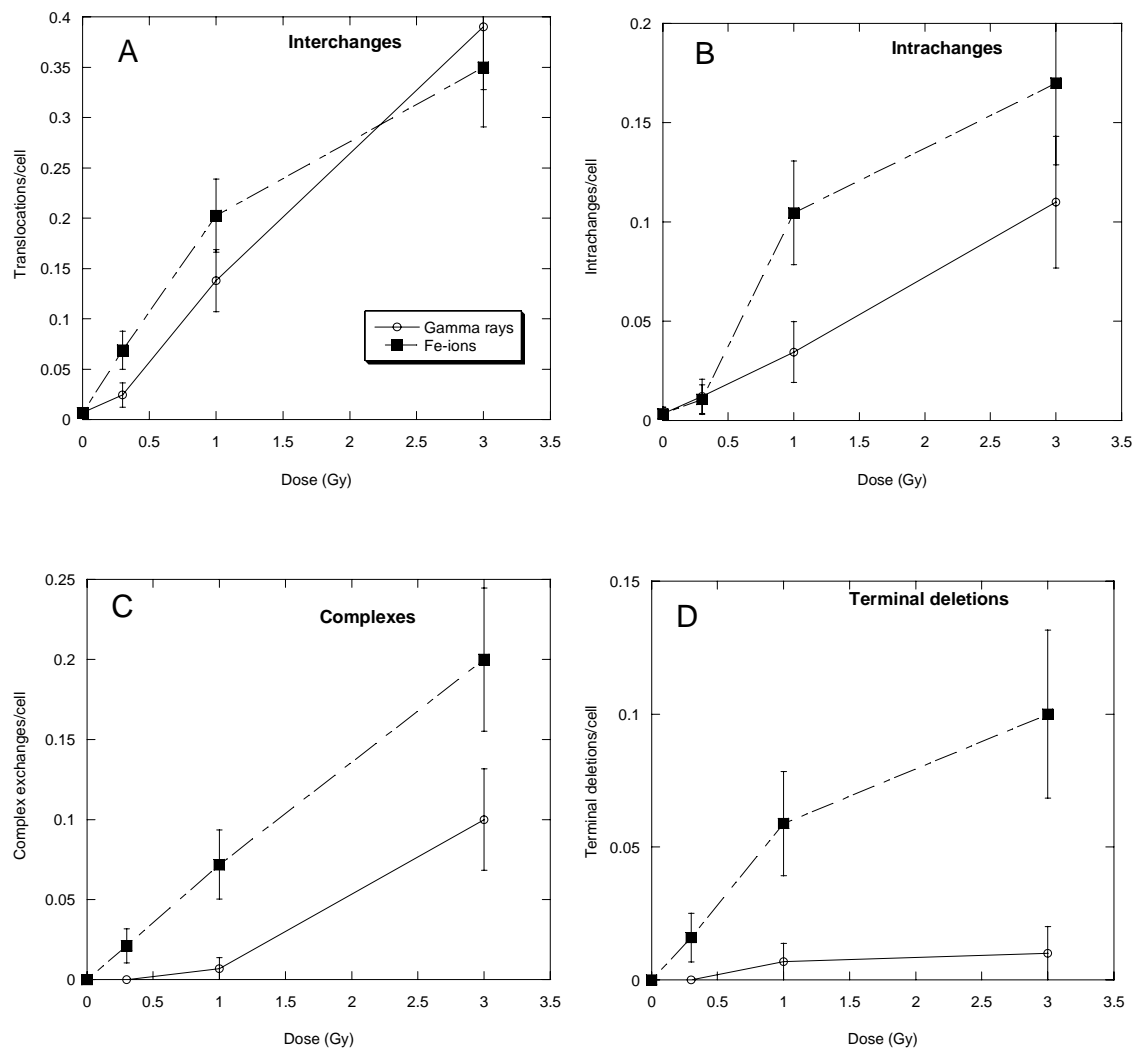 A
Interchanges
0.4
0.35
0.3
0.25
0.2
0.15
0.1
0.05
0
Translocations/cell
Gamma rays
Fe-ions
0 0.5 1 1.5 2 2.5 3 3.5
Dose (Gy)
B
Intrachanges
0.2
0.15
0.1
0.05
0
Intrachanges/cell
0 0.5 1 1.5 2 2.5 3 3.5
Dose (Gy)
C
Complexes
0.25
0.2
0.15
0.1
0.05
0
Complex exchanges/cell
0 0.5 1 1.5 2 2.5 3 3.5
Dose (Gy)
D
Terminal deletions
0.15
0.1
0.05
0
Terminal deletions/cell
0 0.5 1 1.5 2 2.5 3 3.5
Dose (Gy)